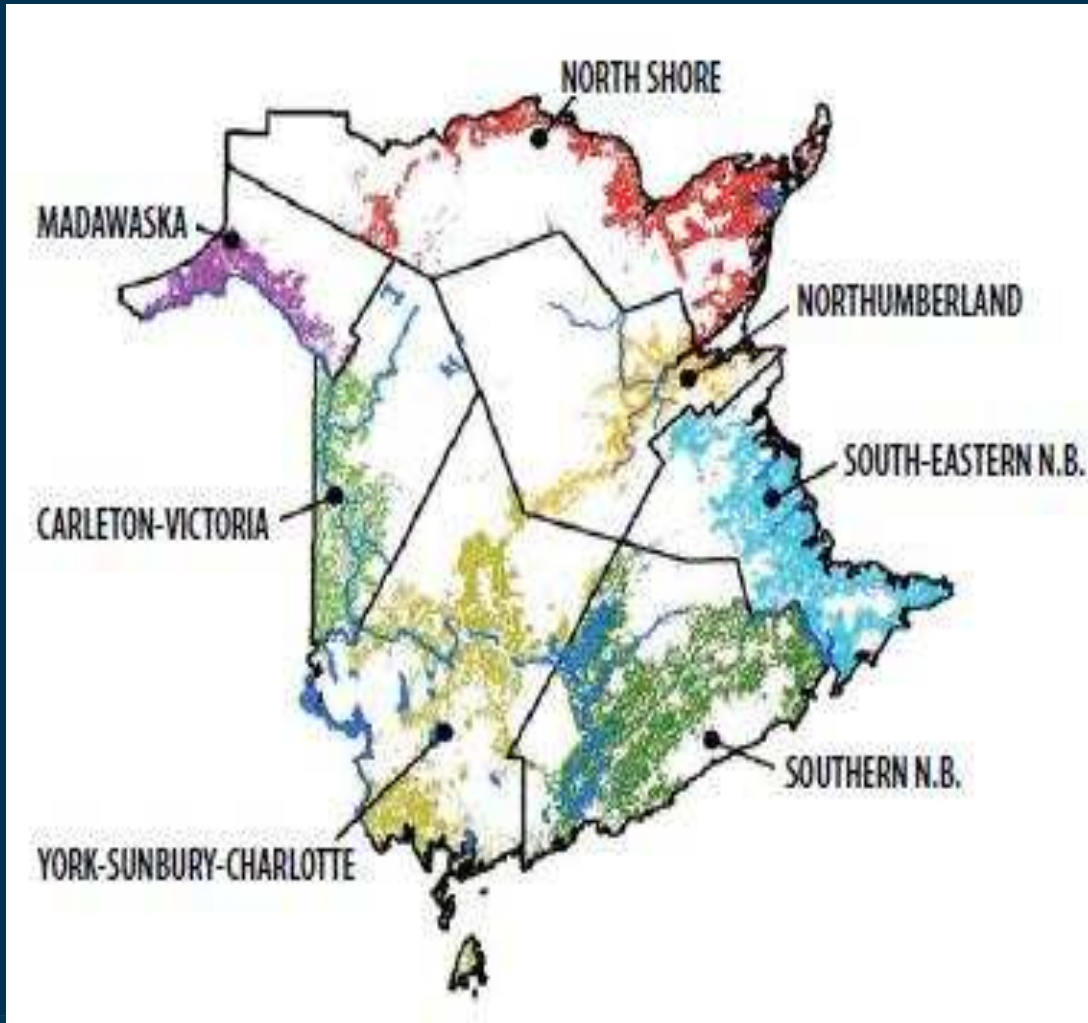 NORTH SHORE
MADAWASKA
NORTHUMBERLAND
SOUTH-EASTERN N.B.
CARLETON-VICTORIA
SOUTHERN N.B.
YORK-SUNBURY-CHARLOTTE